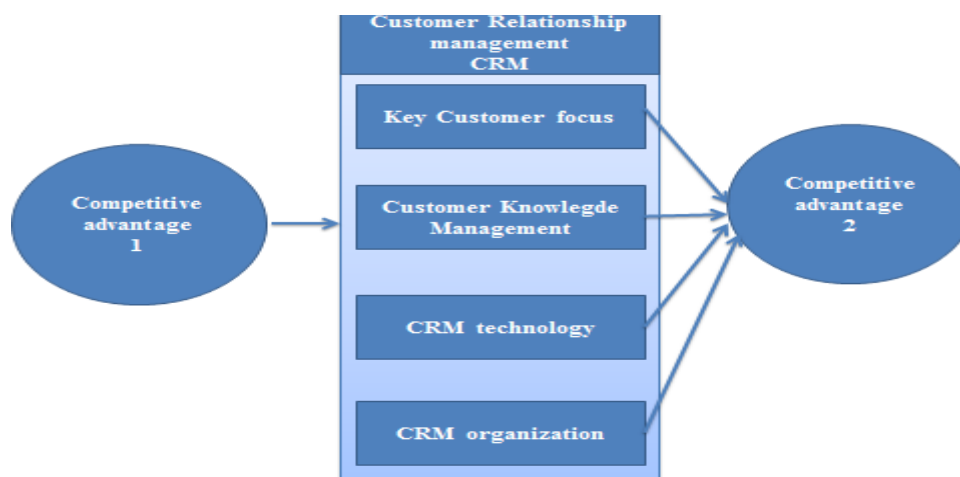 Customer Relationship
management
CRM
Key Customer focus
Competitive
advantage
1
Customer Knowlegde
Management
Competitive
advantage
2
CRM technology
CRM organization